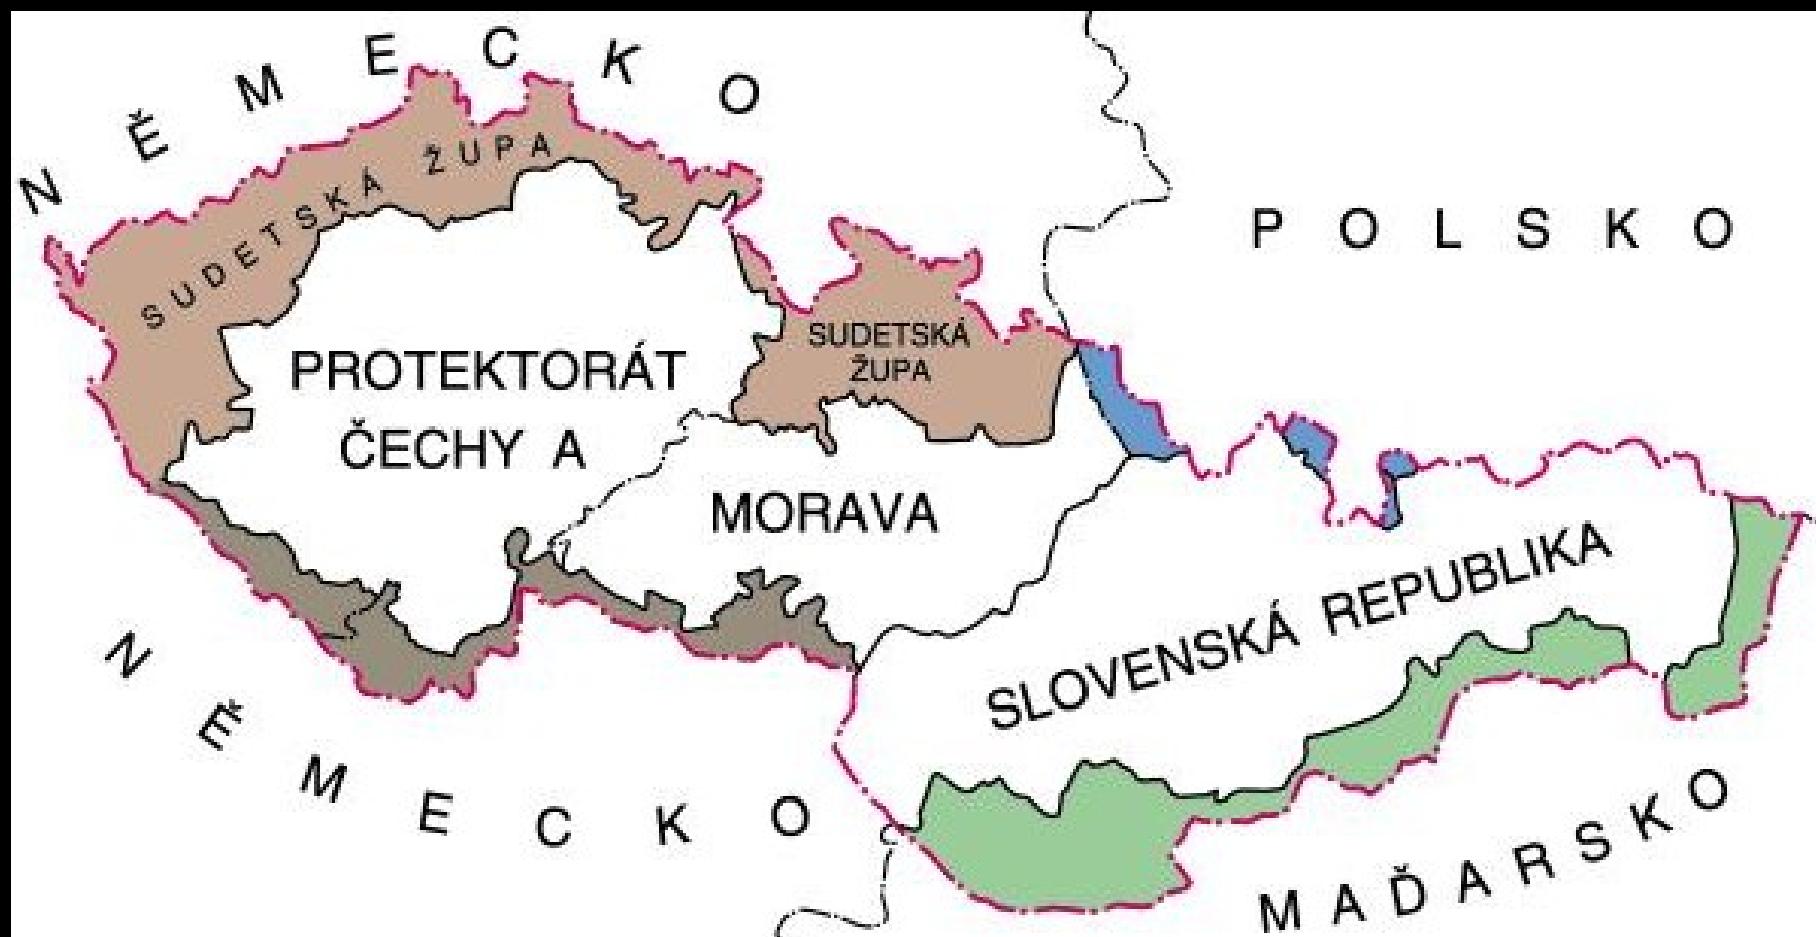 NĚMECKO
SUDETSKÁ ŽUPA
POLSKO
SUDETSKÁ
ŽUPA
PROTEKTORÁT
ČECHY A
MORAVA
SLOVENSKÁ REPUBLIKA
NĚMECKO
MAĎARSKO